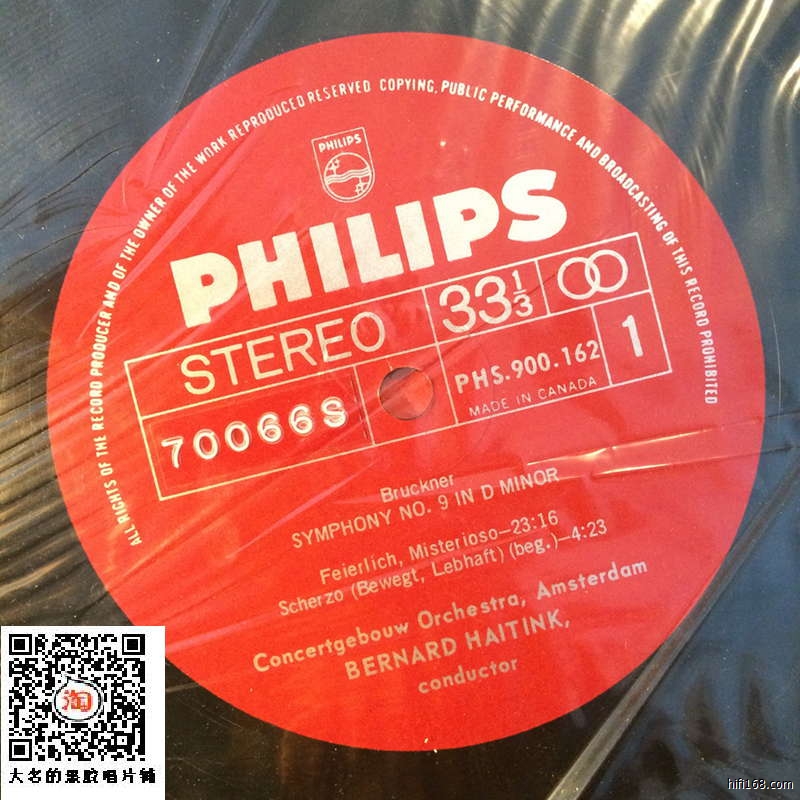 ALL RIGHTS OF THE RECORD PRODUCER AND OF THE OWNER OF THE WORK REPRODUCED RESERVED COPYING, PUBLIC PERFORMANCE AND BROADCASTING OF THIS RECORD PROHIBITED
PHILIPS
PHILIPS
STEREO 33⅓
70066S PHS.900.162 1
MADE IN CANADA
Bruckner
SYMPHONY NO. 9 IN D MINOR
Feierlich, Misterioso—23:16
Scherzo (Bewegt, Lebhaft) (beg.)—4:23
Concertgebouw Orchestra, Amsterdam
BERNARD HAITINK,
conductor
淘
大名的黑胶唱片铺
hifi168.com